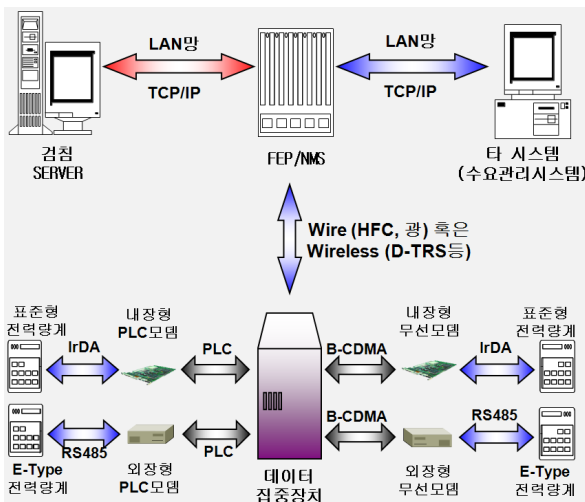 LAN망
TCP/IP
LAN망
TCP/IP
검침
SERVER
FEP/NMS
타 시스템
(수요관리시스템)
Wire (HFC, 광) 혹은
Wireless (D-TRS등)
표준형
전력량계
IrDA
내장형
PLC모뎀
PLC
B-CDMA
내장형
무선모뎀
IrDA
표준형
전력량계
E-Type
전력량계
RS485
외장형
PLC모뎀
PLC
데이터
집중장치
B-CDMA
외장형
무선모뎀
RS485
E-Type
전력량계